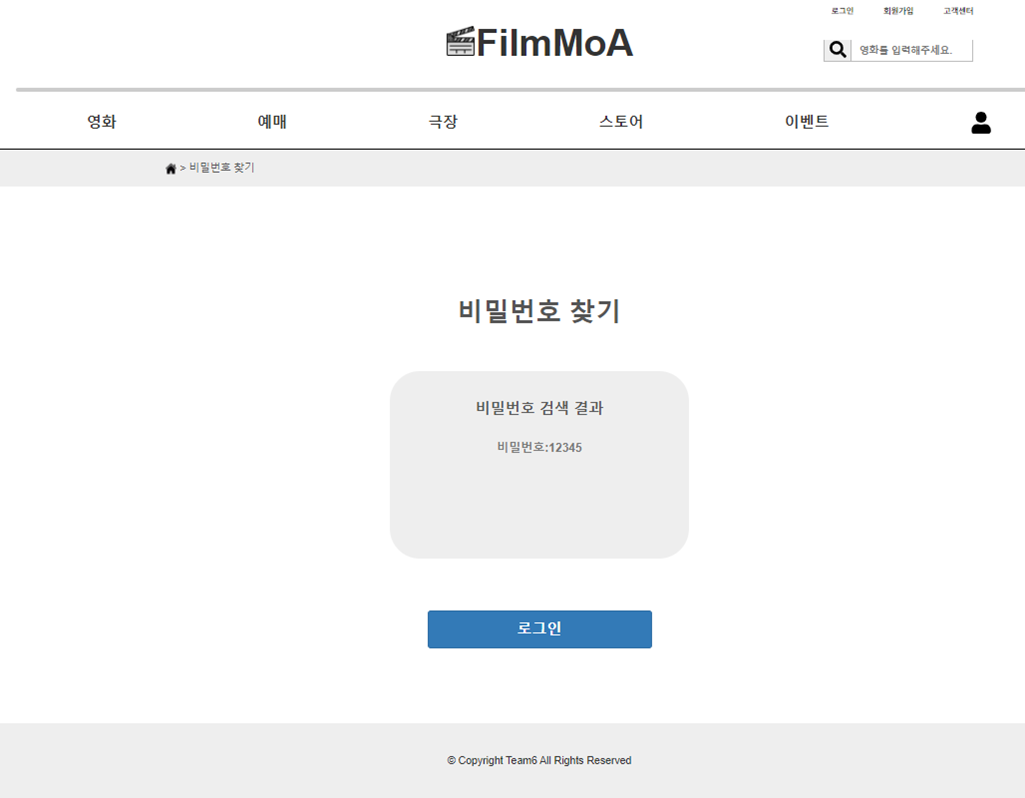 로그인 회원가입 고객센터
FilmMoA
영화를 입력해주세요.
영화 예매 극장 스토어 이벤트
> 비밀번호 찾기
비밀번호 찾기
비밀번호 검색 결과
비밀번호:12345
로그인
© Copyright Team6 All Rights Reserved